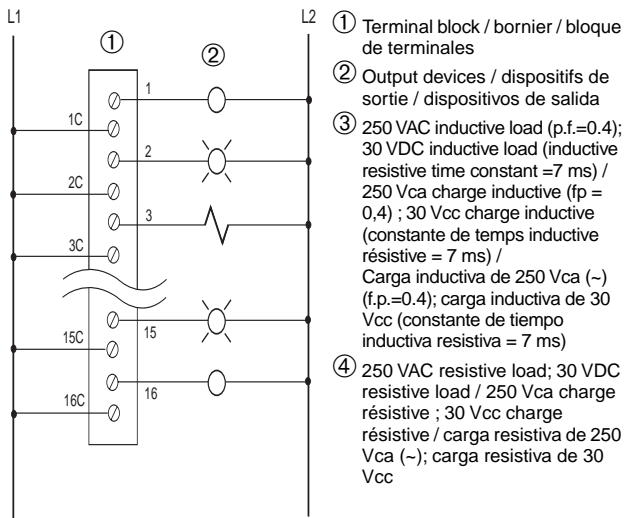 L1
L2
①
②
1
1C
2
2C
3
3C
15
15C
16
16C
① Terminal block / bornier / bloque
de terminales
② Output devices / dispositifs de
sortie / dispositivos de salida
③ 250 VAC inductive load (p.f.=0.4);
30 VDC inductive load (inductive
resistive time constant =7 ms) /
250 Vca charge inductive (fp =
0,4) ; 30 Vcc charge inductive
(constante de temps inductive
résistive = 7 ms) /
Carga inductiva de 250 Vca (~)
(f.p.=0.4); carga inductiva de 30
Vcc (constante de tiempo
inductiva resistiva = 7 ms)
④ 250 VAC resistive load; 30 VDC
resistive load / 250 Vca charge
résistive ; 30 Vcc charge
résistive / carga resistiva de 250
Vca (~); carga resistiva de 30
Vcc